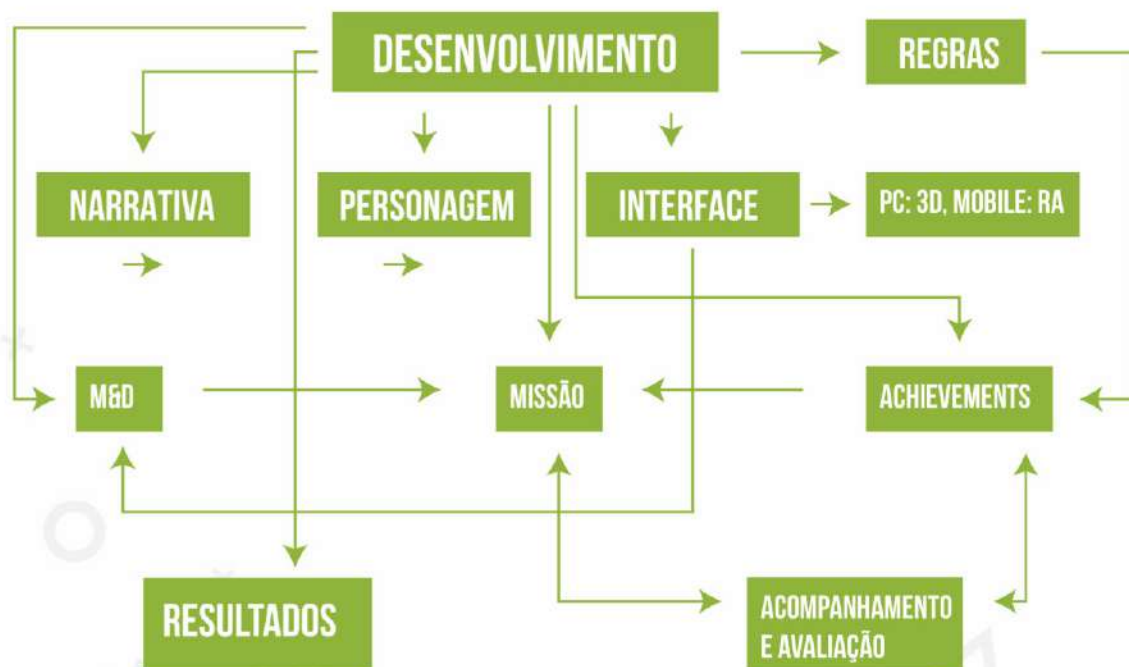 DESENVOLVIMENTO
REGRAS
NARRATIVA
PERSONAGEM
INTERFACE
PC: 3D, MOBILE: RA
M&D
MISSÃO
ACHIEVEMENTS
RESULTADOS
ACOMPANHAMENTO
E AVALIAÇÃO